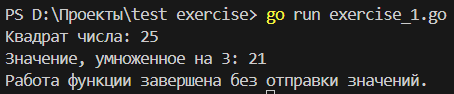 PS D:\Проекты\test exercise> go run exercise_1.go
Квадрат числа: 25
Значение, умноженное на 3: 21
Работа функции завершена без отправки значений.